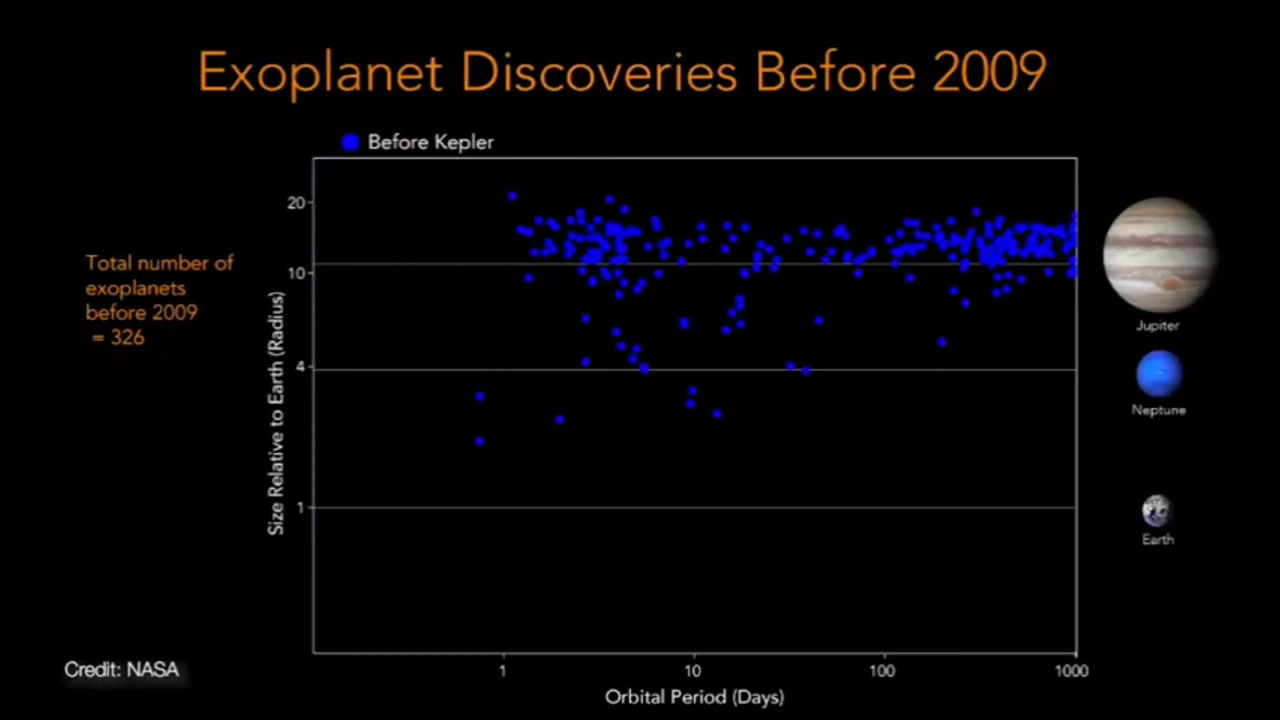 Exoplanet Discoveries Before 2009
Before Kepler
Total number of
exoplanets
before 2009
= 326
Size Relative to Earth (Radius)
20
10
4
1
1
10
100
1000
Orbital Period (Days)
Jupiter
Neptune
Earth
Credit: NASA